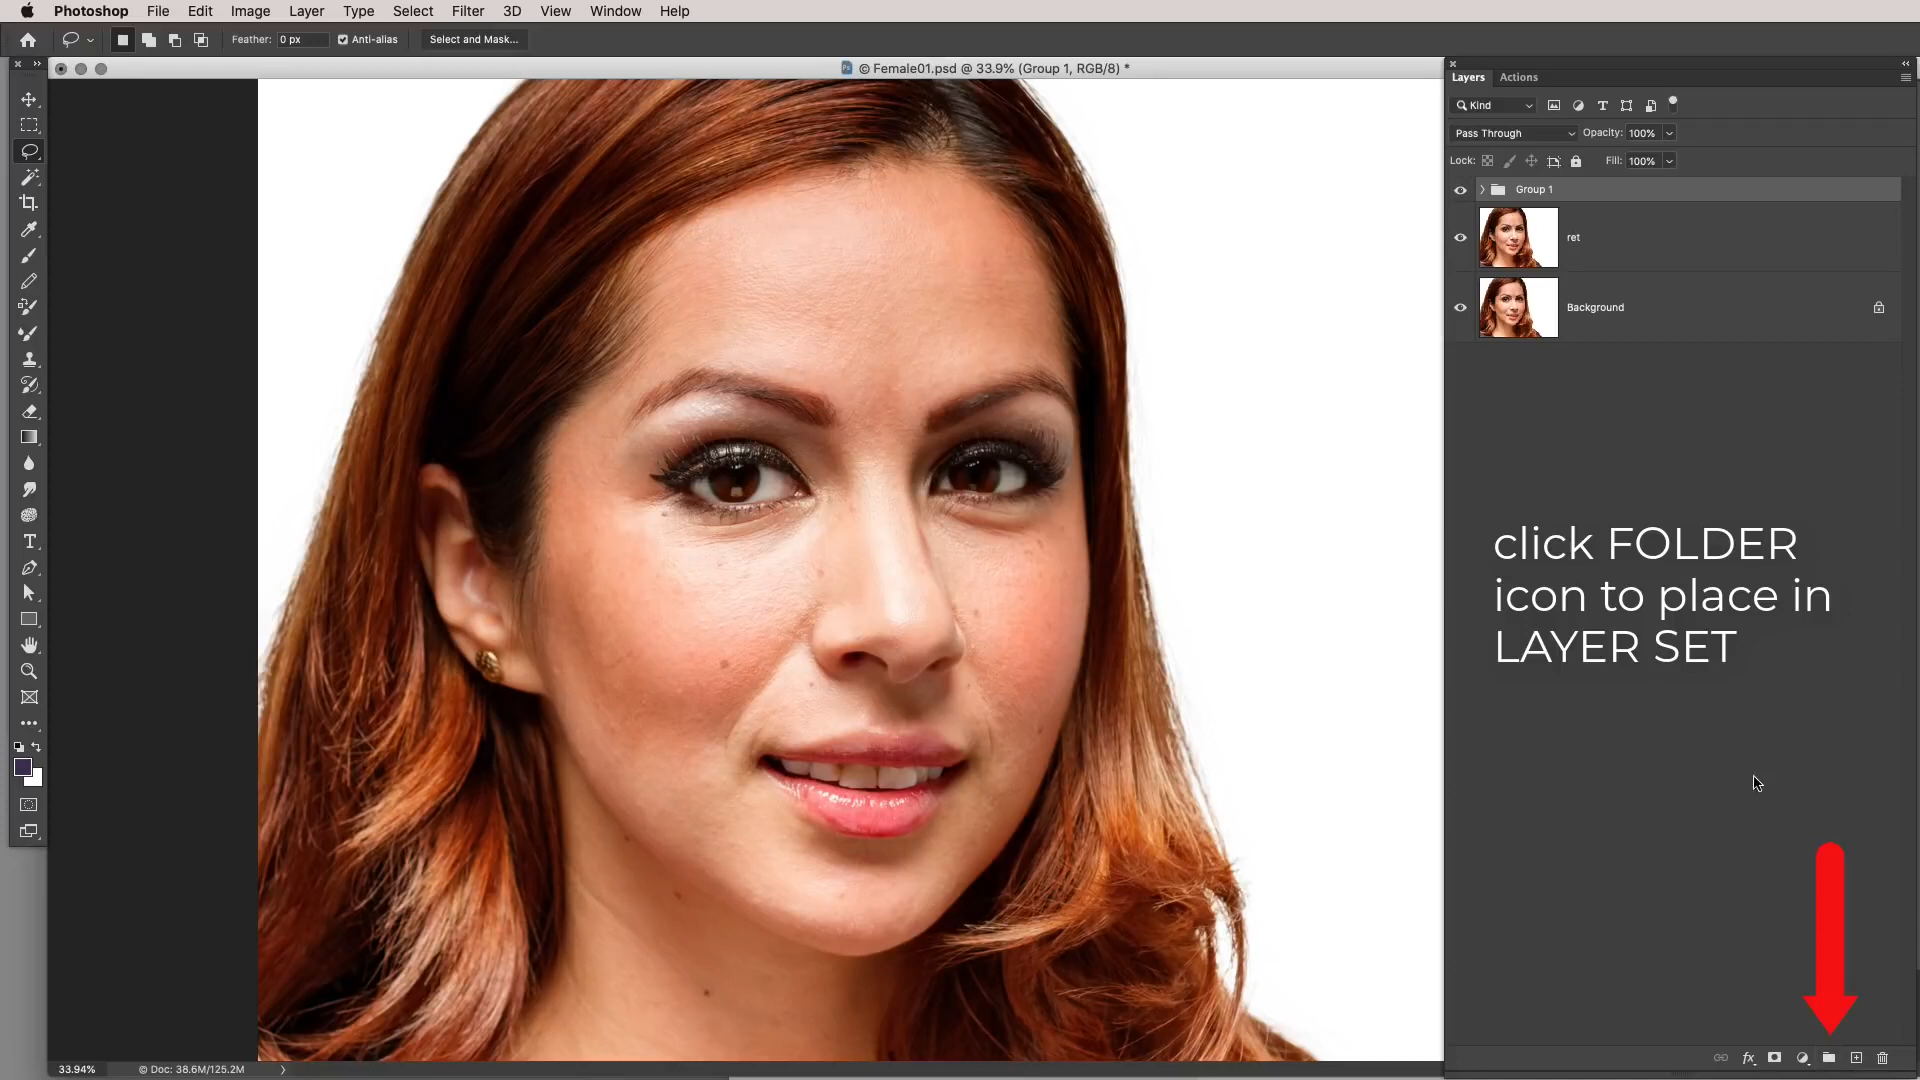 Photoshop File Edit Image Layer Type Select Filter 3D View Window Help
Feather: 0 px Anti-alias Select and Mask...
© Female01.psd @ 33.9% (Group 1, RGB/8) *
Layers Actions
Kind
Pass Through Opacity: 100%
Lock: Fill: 100%
Group 1
ret
Background
click FOLDER
icon to place in
LAYER SET
fx
33.94% © Doc: 38.6M/125.2M